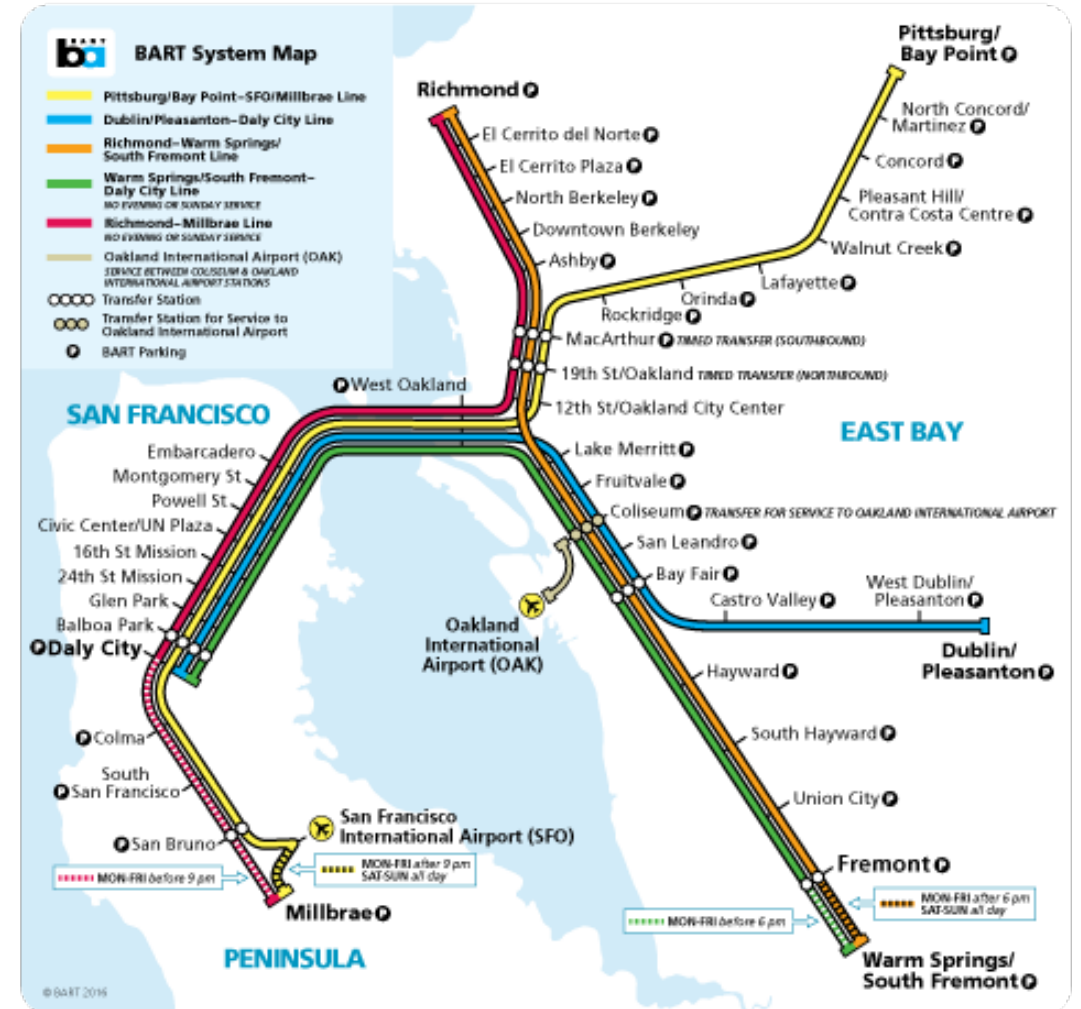 BART
ba
BART System Map
Pittsburg/Bay Point–SFO/Millbrae Line
Dublin/Pleasanton–Daly City Line
Richmond–Warm Springs/
South Fremont Line
Warm Springs/South Fremont–
Daly City Line
NO EVENING OR SUNDAY SERVICE
Richmond–Millbrae Line
NO EVENING OR SUNDAY SERVICE
Oakland International Airport (OAK)
SERVICE BETWEEN COLISEUM & OAKLAND
INTERNATIONAL AIRPORT STATIONS
Transfer Station
Transfer Station for Service to
Oakland International Airport
P BART Parking
Pittsburg/
Bay Point P
Richmond P
North Concord/
Martinez P
El Cerrito del Norte P
Concord P
El Cerrito Plaza P
Pleasant Hill/
Contra Costa Centre P
North Berkeley P
Downtown Berkeley
Walnut Creek P
Ashby P
Lafayette P
Orinda P
Rockridge P
MacArthur P TIMED TRANSFER (SOUTHBOUND)
19th St/Oakland TIMED TRANSFER (NORTHBOUND)
P West Oakland
12th St/Oakland City Center
SAN FRANCISCO
EAST BAY
Embarcadero
Montgomery St
Powell St
Civic Center/UN Plaza
16th St Mission
24th St Mission
Glen Park
Balboa Park
P Daly City
Lake Merritt P
Fruitvale P
Coliseum P TRANSFER FOR SERVICE TO OAKLAND INTERNATIONAL AIRPORT
San Leandro P
Bay Fair P
Castro Valley P
West Dublin/
Pleasanton P
Dublin/
Pleasanton P
Oakland
International
Airport (OAK)
Hayward P
South Hayward P
Union City P
Fremont P
P Colma
South
P San Francisco
P San Bruno
San Francisco
International Airport (SFO)
MON-FRI before 9 pm
MON-FRI after 9 pm
SAT-SUN all day
Millbrae P
MON-FRI before 6 pm
MON-FRI after 6 pm
SAT-SUN all day
Warm Springs/
South Fremont P
PENINSULA
© BART 2016